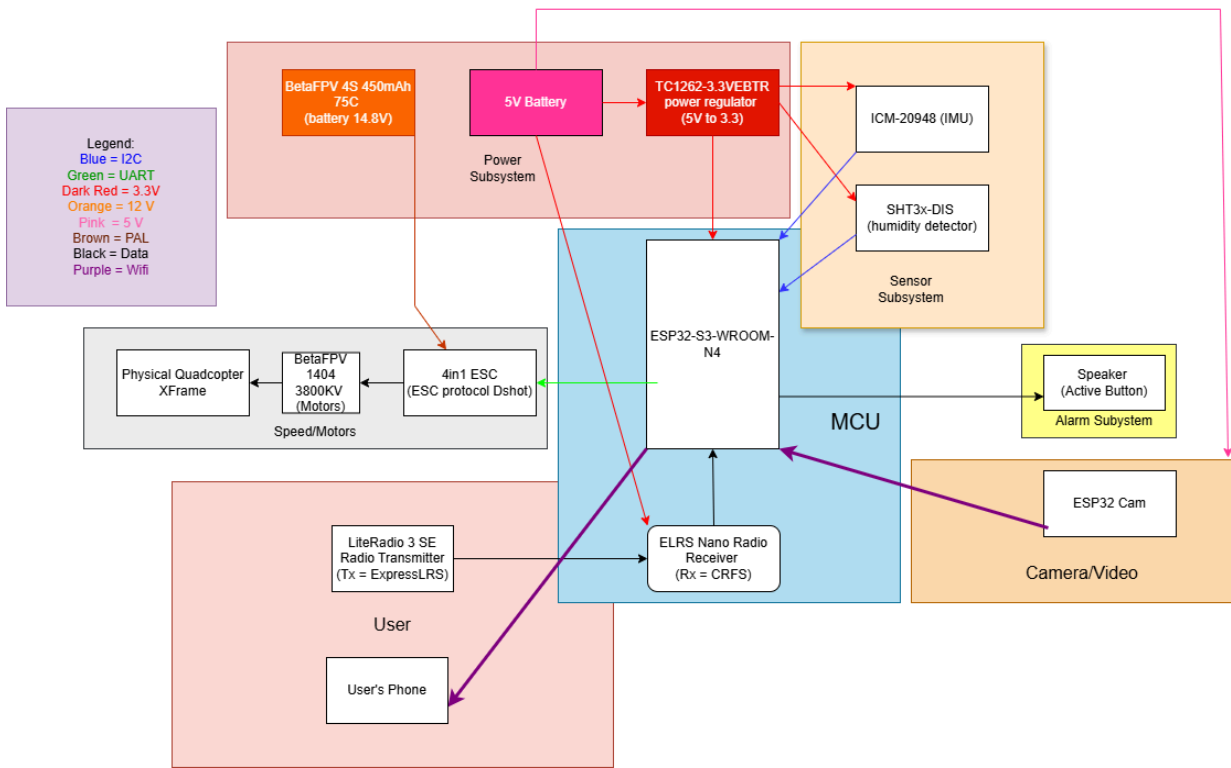 BetaFPV 4S 450mAh
75C
(battery 14.8V)
5V Battery
TC1262-3.3VEBTR
power regulator
(5V to 3.3)
Power
Subsystem
ICM-20948 (IMU)
SHT3x-DIS
(humidity detector)
Sensor
Subsystem
Legend:
Blue = I2C
Green = UART
Dark Red = 3.3V
Orange = 12 V
Pink  = 5 V
Brown = PAL
Black = Data
Purple = Wifi
Physical Quadcopter
XFrame
BetaFPV
1404
3800KV
(Motors)
4in1 ESC
(ESC protocol Dshot)
Speed/Motors
ESP32-S3-WROOM-
N4
MCU
Speaker
(Active Button)
Alarm Subystem
ESP32 Cam
Camera/Video
LiteRadio 3 SE
Radio Transmitter
(Tx = ExpressLRS)
ELRS Nano Radio
Receiver
(Rx = CRFS)
User
User's Phone